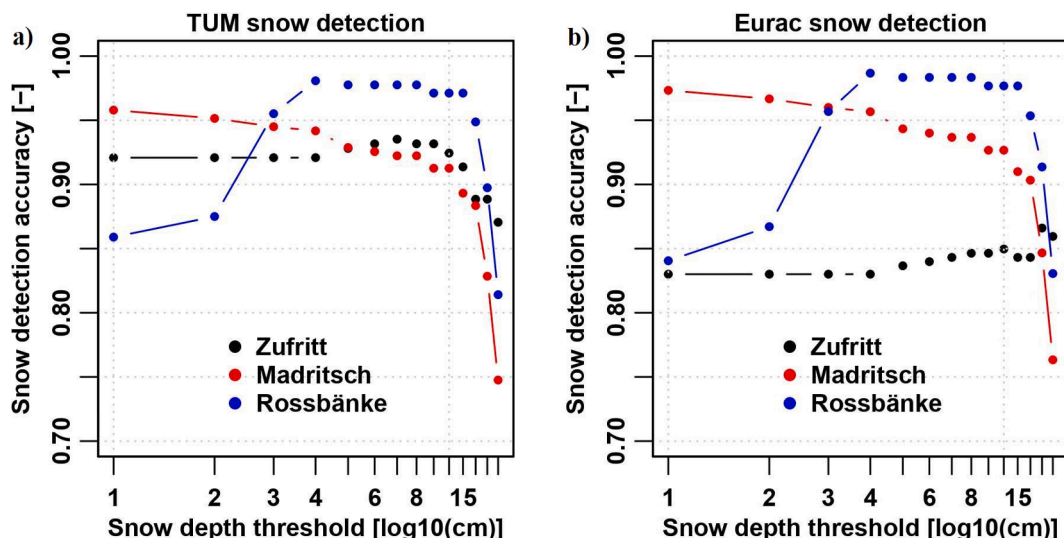 a)
TUM snow detection
Snow detection accuracy [−]
1.00
0.90
0.80
0.70
Zufritt
Madritsch
Rossbänke
1 2 3 4 6 8 15
Snow depth threshold [log10(cm)]
b)
Eurac snow detection
Snow detection accuracy [−]
1.00
0.90
0.80
0.70
Zufritt
Madritsch
Rossbänke
1 2 3 4 6 8 15
Snow depth threshold [log10(cm)]